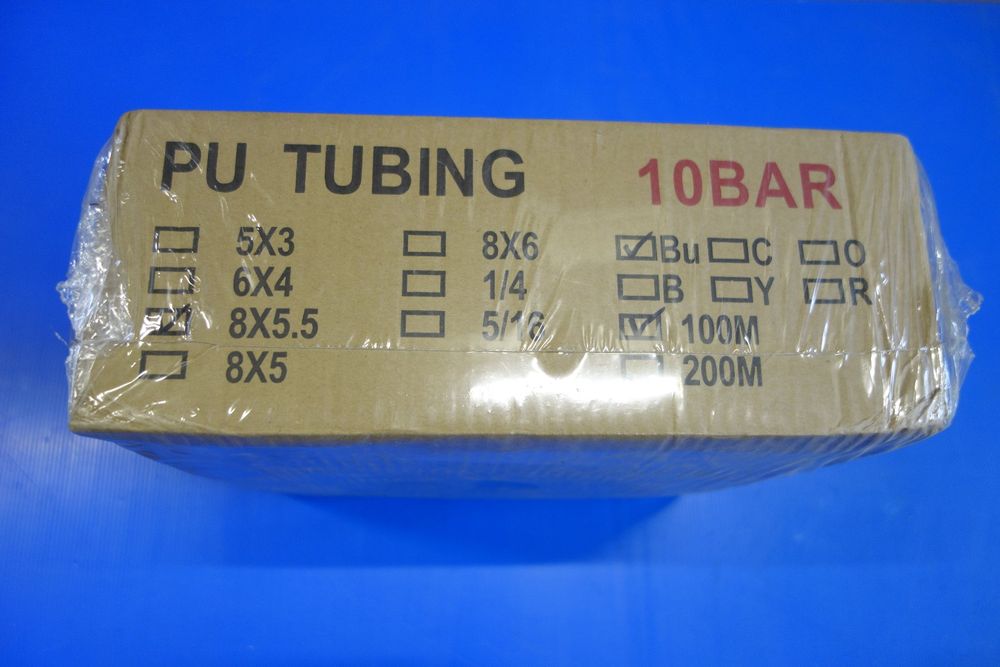 PU TUBING 10BAR
☐ 5X3 ☐ 8X6 ☑ Bu ☐ C ☐ O
☐ 6X4 ☐ 1/4 ☐ B ☐ Y ☐ R
☑ 8X5.5 ☐ 5/16 ☑ 100M
☐ 8X5 ☐ 200M